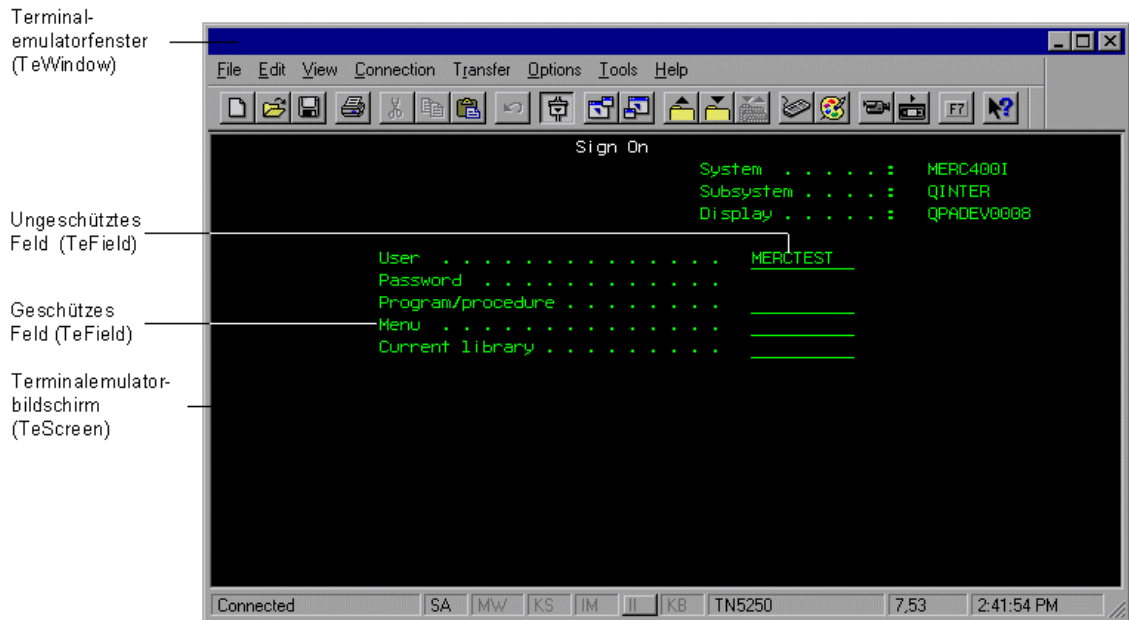 Terminal-
emulatorfenster
(TeWindow)
File Edit View Connection Transfer Options Tools Help
F7
Sign On
System . . . . . : MERC400I
Subsystem . . . . : QINTER
Display . . . . . : QPADEV0008
Ungeschütztes
Feld (TeField)
User . . . . . . . . . . . . . . MERCTEST
Password . . . . . . . . . . . .
Program/procedure . . . . . . . .
Geschützes
Feld (TeField)
Menu . . . . . . . . . . . . . .
Current library . . . . . . . . .
Terminalemulator-
bildschirm
(TeScreen)
Connected SA MW KS IM II KB TN5250 7,53 2:41:54 PM